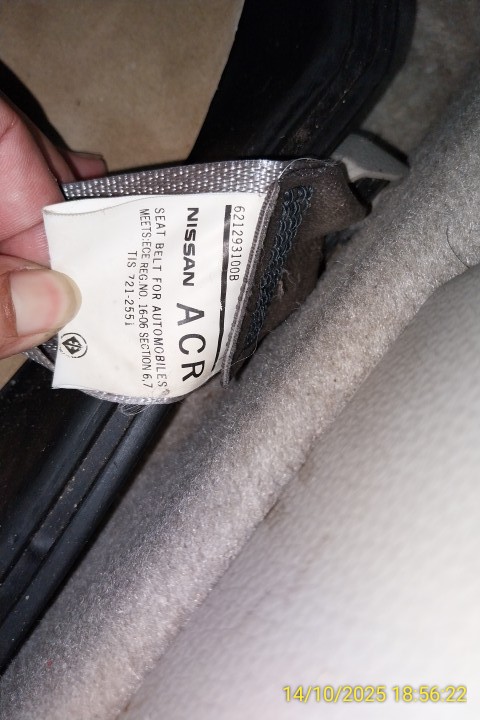 621293100B
NISSAN ACR
SEAT BELT FOR AUTOMOBILES
MEETS:ECE REG.NO. 16-06 SECTION 6,7
TIS 721-2551
14/10/2025 18:56:22